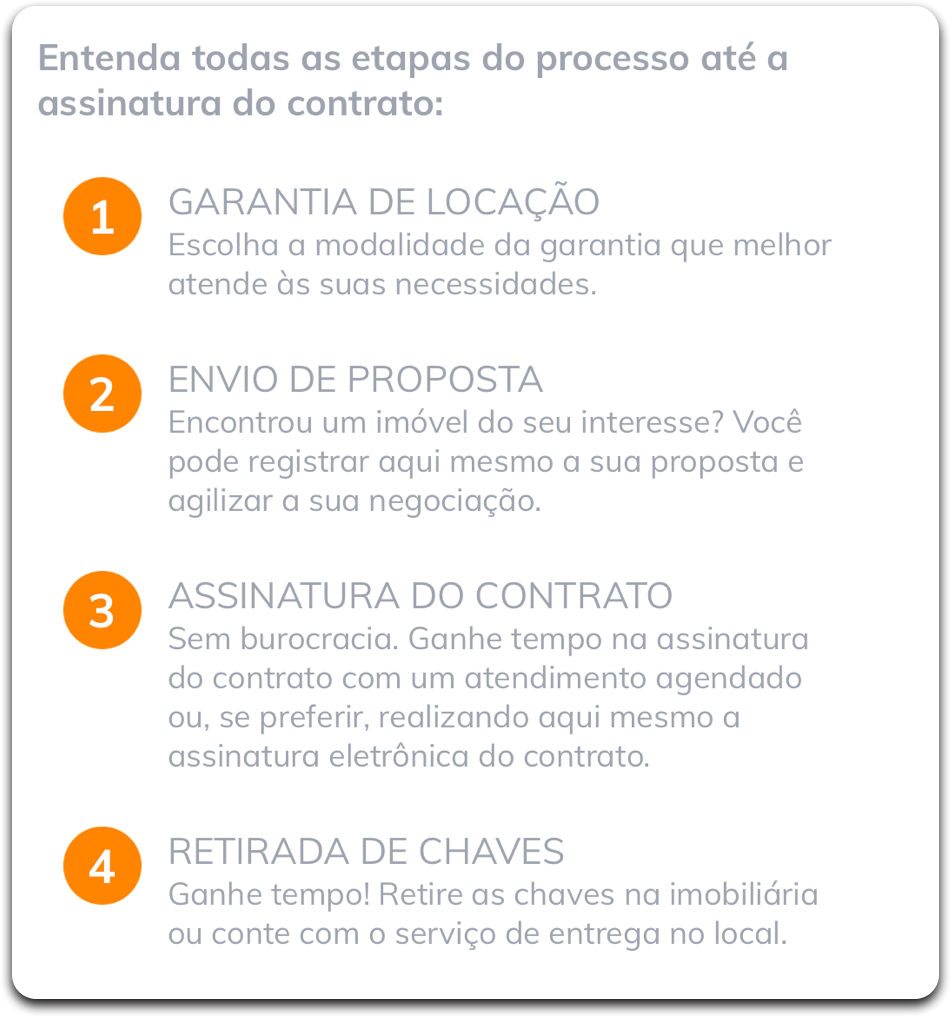 Entenda todas as etapas do processo até a
assinatura do contrato:
1
GARANTIA DE LOCAÇÃO
Escolha a modalidade da garantia que melhor
atende às suas necessidades.
2
ENVIO DE PROPOSTA
Encontrou um imóvel do seu interesse? Você
pode registrar aqui mesmo a sua proposta e
agilizar a sua negociação.
3
ASSINATURA DO CONTRATO
Sem burocracia. Ganhe tempo na assinatura
do contrato com um atendimento agendado
ou, se preferir, realizando aqui mesmo a
assinatura eletrônica do contrato.
4
RETIRADA DE CHAVES
Ganhe tempo! Retire as chaves na imobiliária
ou conte com o serviço de entrega no local.